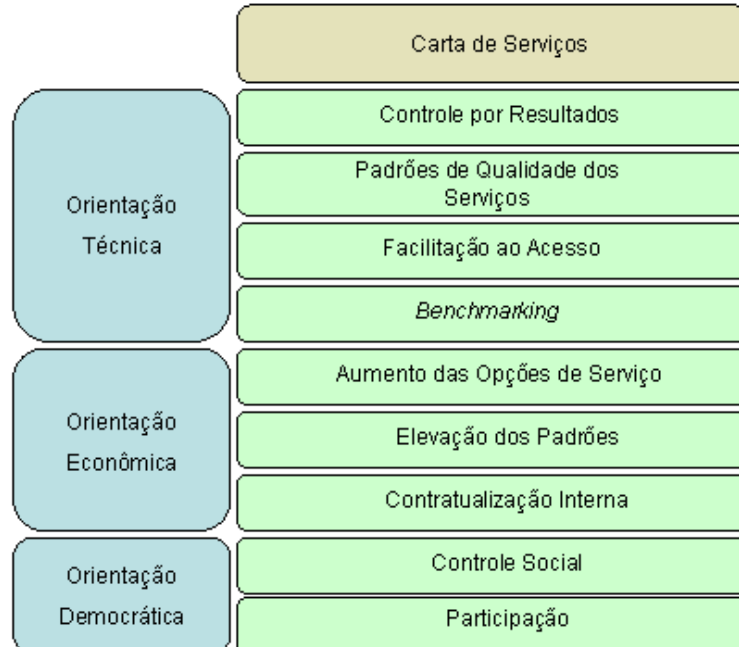 Carta de Serviços
Orientação
Técnica
Controle por Resultados
Padrões de Qualidade dos
Serviços
Facilitação ao Acesso
Benchmarking
Orientação
Econômica
Aumento das Opções de Serviço
Elevação dos Padrões
Contratualização Interna
Orientação
Democrática
Controle Social
Participação